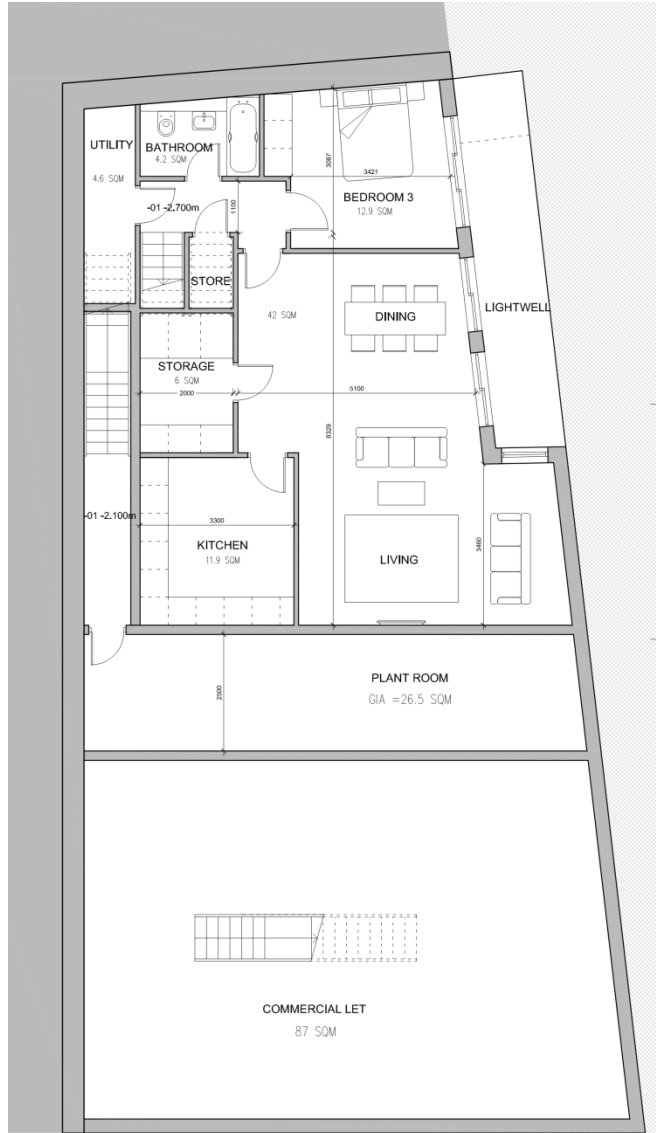 UTILITY
4.6 SQM
BATHROOM
4.2 SQM
3087
3421
BEDROOM 3
12.9 SQM
-01 -2.700m
1100
STORE
LIGHTWELL
42 SQM
DINING
STORAGE
6 SQM
2000
5100
8329
-01 -2.100m
3300
KITCHEN
11.9 SQM
3460
LIVING
2500
PLANT ROOM
GIA =26.5 SQM
COMMERCIAL LET
87 SQM